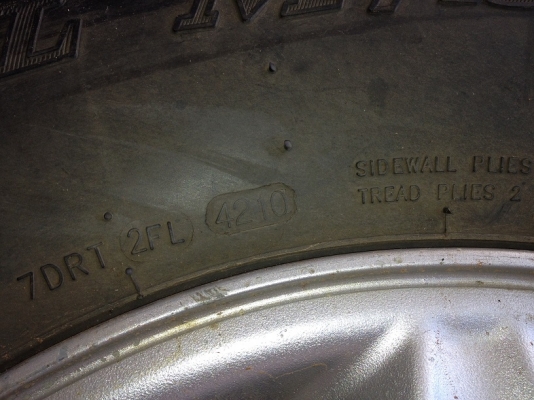 7DR1 2FL 4210
SIDEWALL PLIES
TREAD PLIES 2